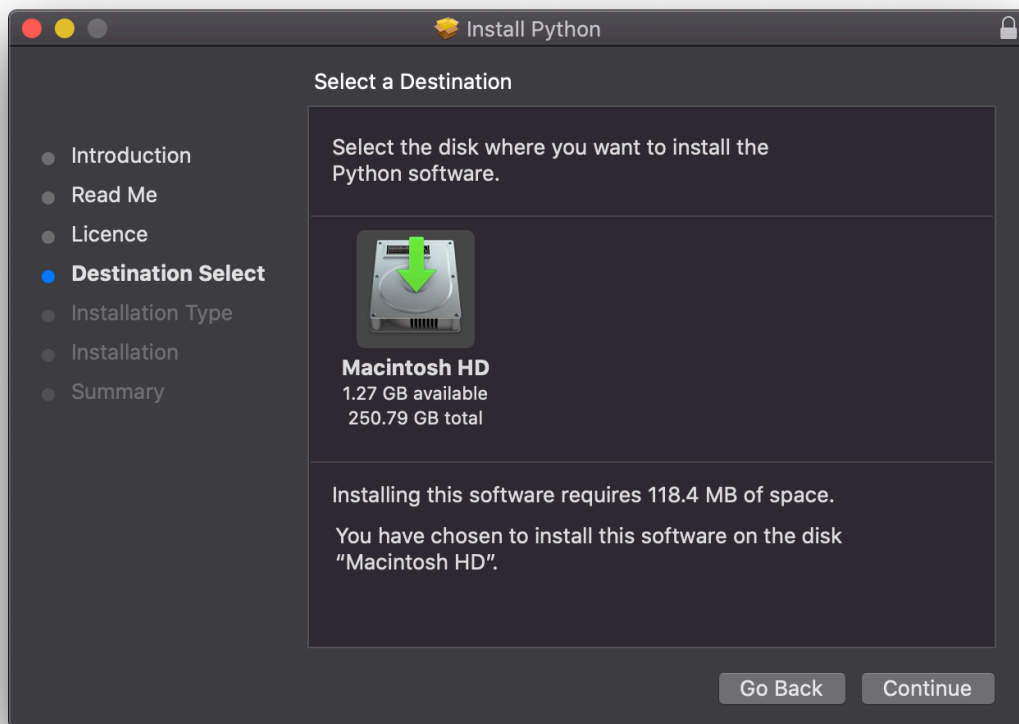 Install Python
Select a Destination
Introduction
Read Me
Licence
Destination Select
Installation Type
Installation
Summary
Select the disk where you want to install the
Python software.
Macintosh HD
1.27 GB available
250.79 GB total
Installing this software requires 118.4 MB of space.
You have chosen to install this software on the disk
“Macintosh HD”.
Go Back
Continue